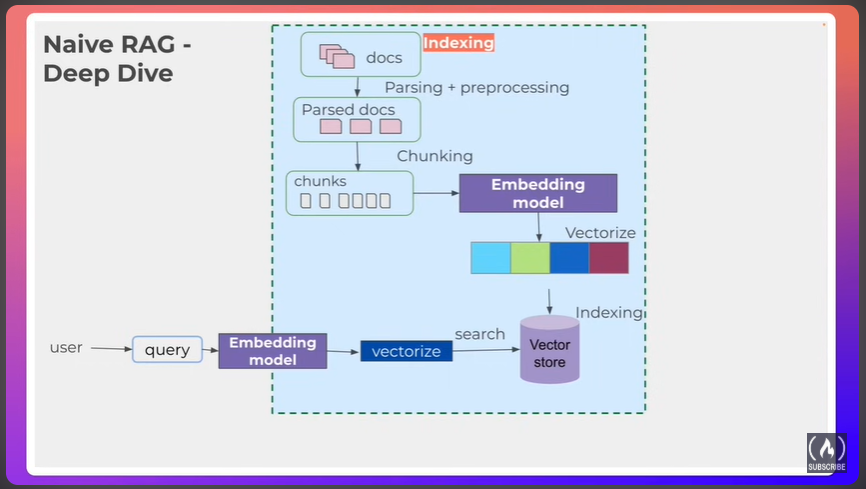 Naive RAG -
Deep Dive
Indexing
docs
Parsing + preprocessing
Parsed docs
Chunking
chunks
Embedding
model
Vectorize
Indexing
Vector
store
user
query
Embedding
model
vectorize
search
SUBSCRIBE